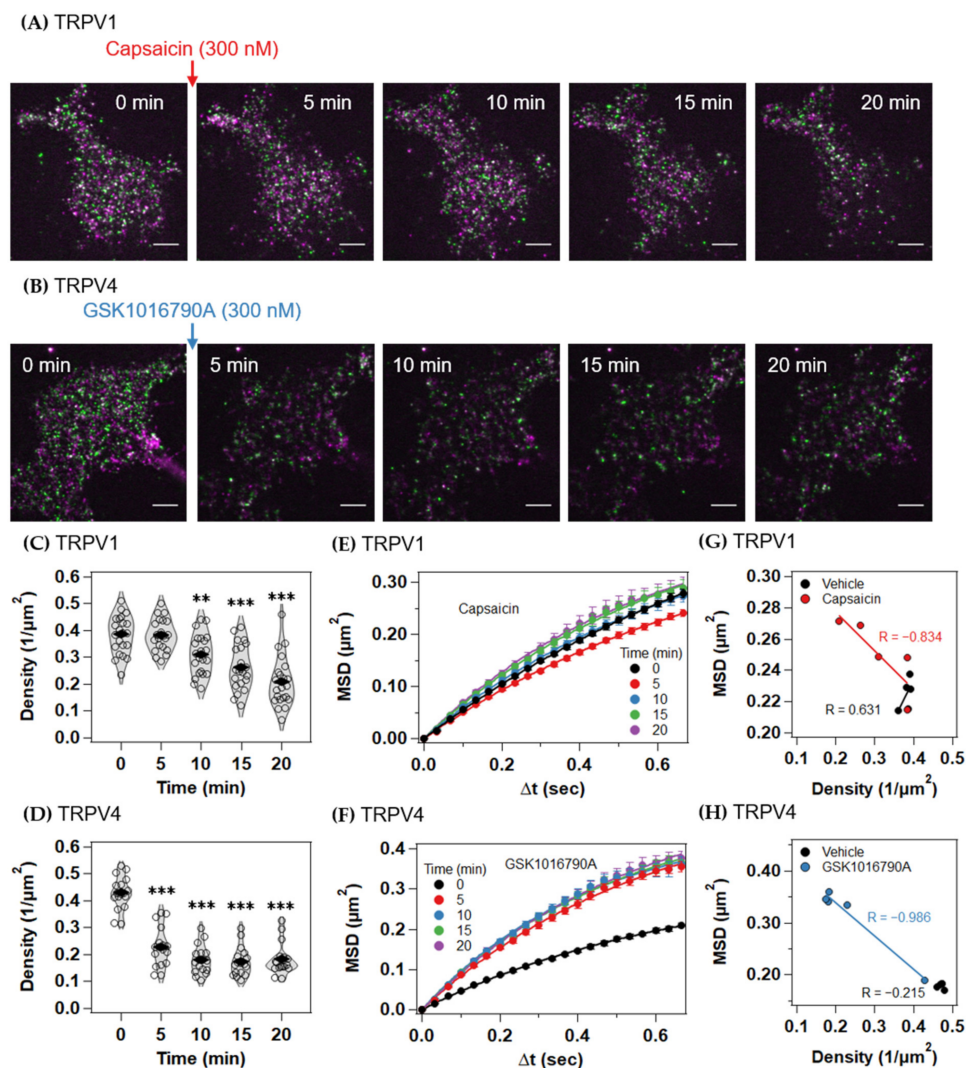 (A) TRPV1
Capsaicin (300 nM)
0 min
5 min
10 min
15 min
20 min
(B) TRPV4
GSK1016790A (300 nM)
0 min
5 min
10 min
15 min
20 min
(C) TRPV1
Density (1/µm²)
0.6
0.5
0.4
0.3
0.2
0.1
0.0
**
***
***
0 5 10 15 20
Time (min)
(E) TRPV1
MSD (µm²)
0.30
0.20
0.10
0.00
Capsaicin
Time (min)
0
5
10
15
20
0.0 0.2 0.4 0.6
Δt (sec)
(G) TRPV1
MSD (µm²)
0.30
0.28
0.26
0.24
0.22
0.20
Vehicle
Capsaicin
R = −0.834
R = 0.631
0.1 0.2 0.3 0.4 0.5
Density (1/µm²)
(D) TRPV4
Density (1/µm²)
0.6
0.5
0.4
0.3
0.2
0.1
0.0
***
***
***
***
0 5 10 15 20
Time (min)
(F) TRPV4
MSD (µm²)
0.4
0.3
0.2
0.1
0.0
Time (min)
0
5
10
15
20
GSK1016790A
0.0 0.2 0.4 0.6
Δt (sec)
(H) TRPV4
MSD (µm²)
0.40
0.30
0.20
Vehicle
GSK1016790A
R = −0.986
R = −0.215
0.1 0.2 0.3 0.4 0.5
Density (1/µm²)